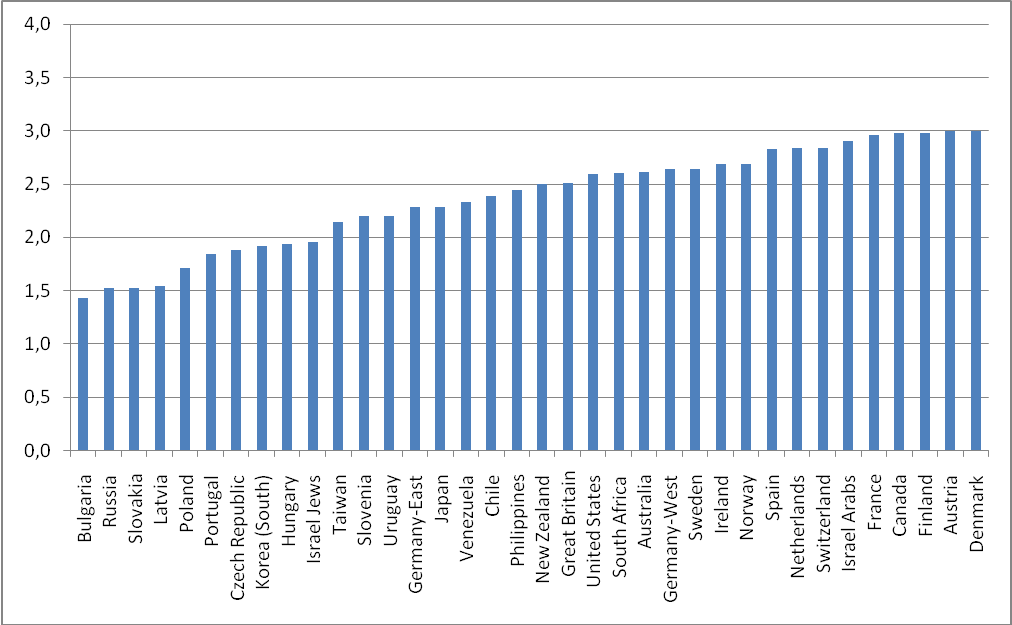 4,0
3,5
3,0
2,5
2,0
1,5
1,0
0,5
0,0
Bulgaria
Russia
Slovakia
Latvia
Poland
Portugal
Czech Republic
Korea (South)
Hungary
Israel Jews
Taiwan
Slovenia
Uruguay
Germany-East
Japan
Venezuela
Chile
Philippines
New Zealand
Great Britain
United States
South Africa
Australia
Germany-West
Sweden
Ireland
Norway
Spain
Netherlands
Switzerland
Israel Arabs
France
Canada
Finland
Austria
Denmark